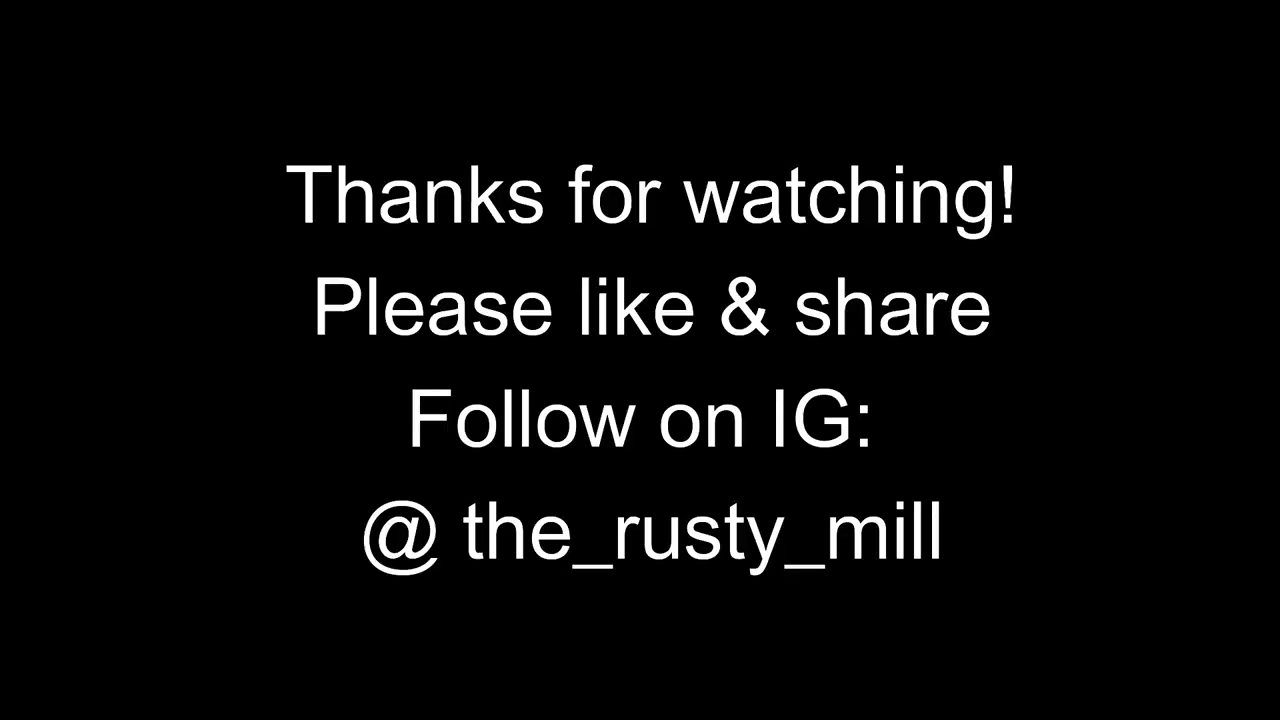 Thanks for watching!
Please like & share
Follow on IG:
@ the_rusty_mill